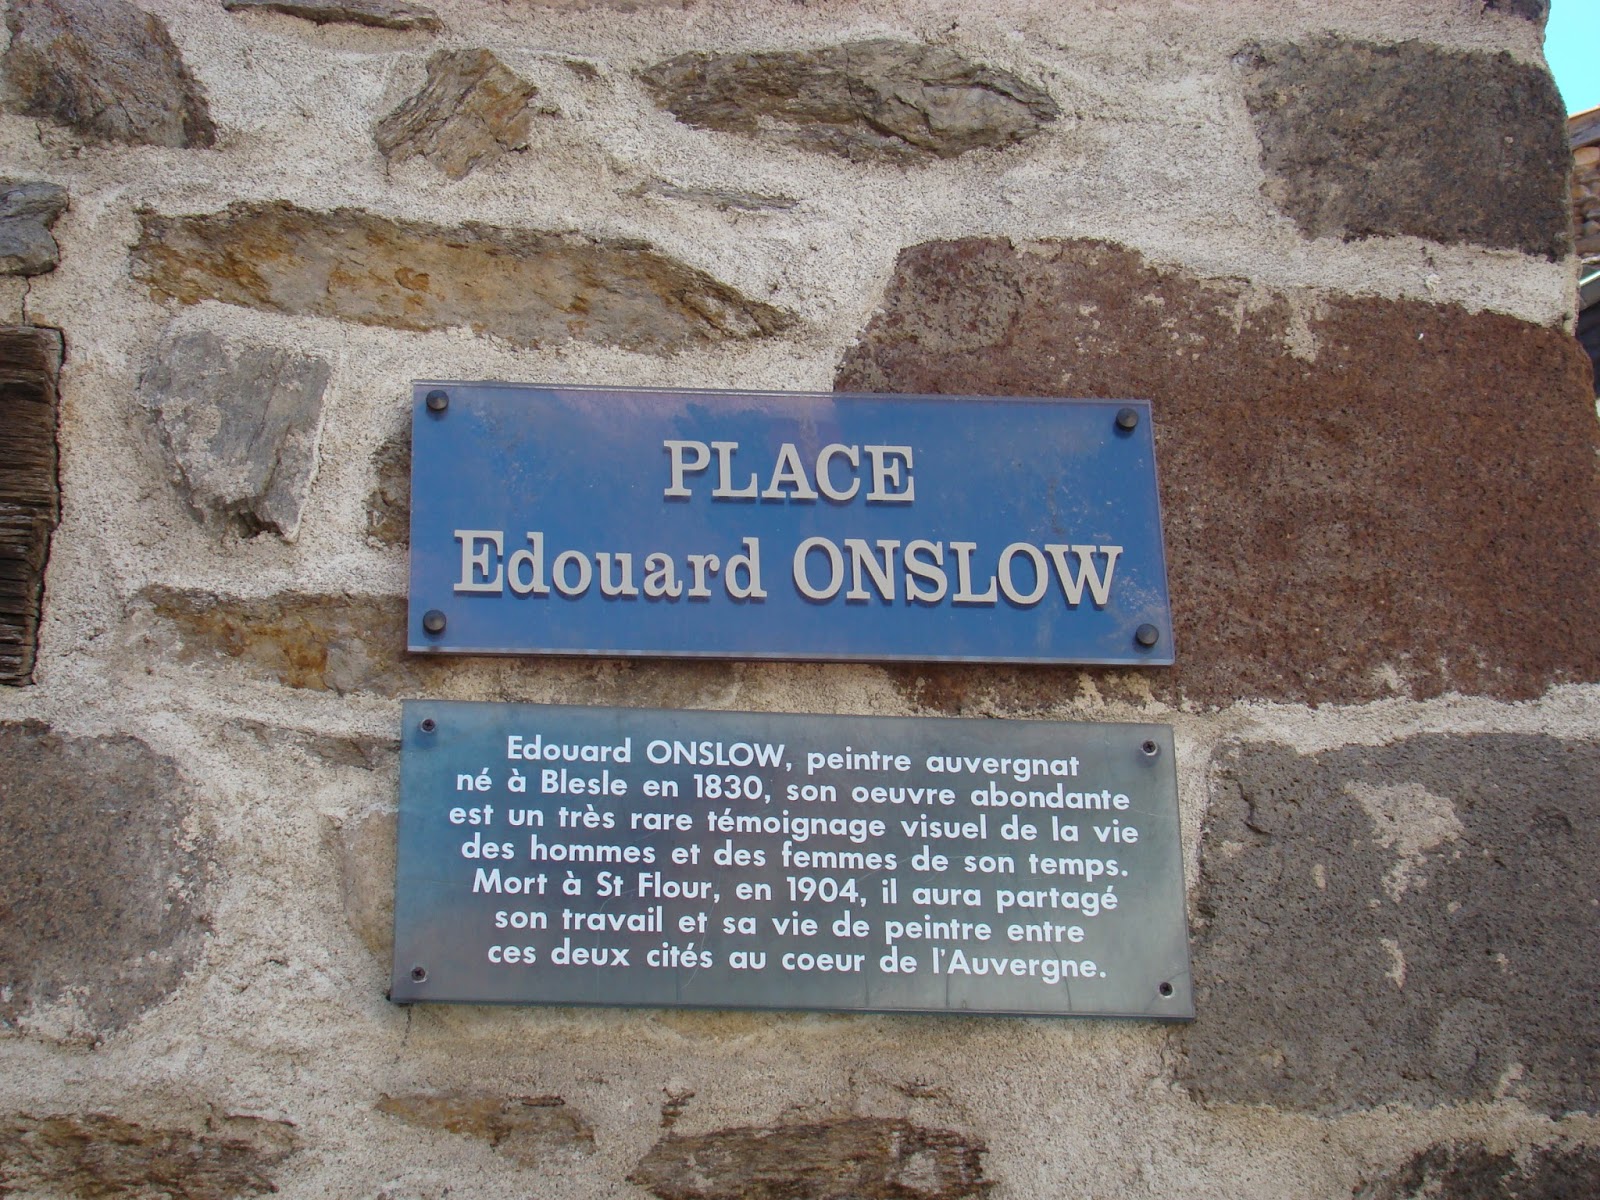 PLACE
Edouard ONSLOW
Edouard ONSLOW, peintre auvergnat
né à Blesle en 1830, son oeuvre abondante
est un très rare témoignage visuel de la vie
des hommes et des femmes de son temps.
Mort à St Flour, en 1904, il aura partagé
son travail et sa vie de peintre entre
ces deux cités au coeur de l'Auvergne.